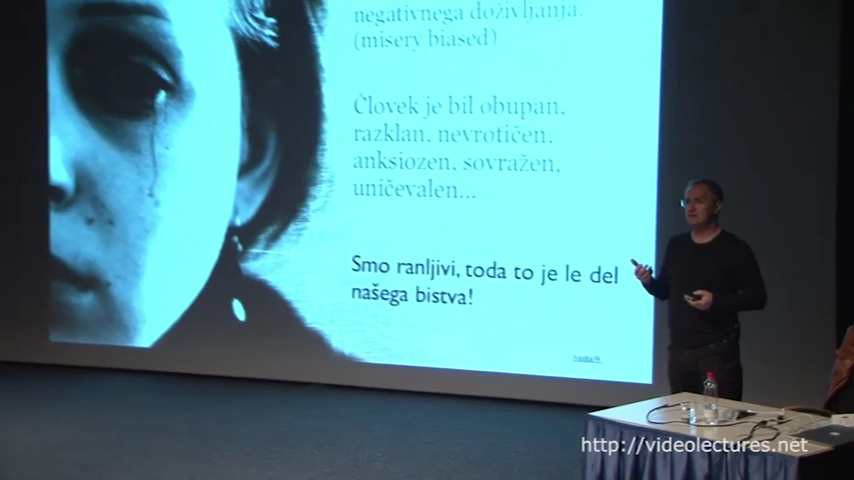 negativnega doživljanja.
(misery biased)
Človek je bil obupan,
razklan, nevrotičen,
anksiozen, sovražen,
uničevalen...
Smo ranljivi, toda to je le del
našega bistva!
http://videolectures.net